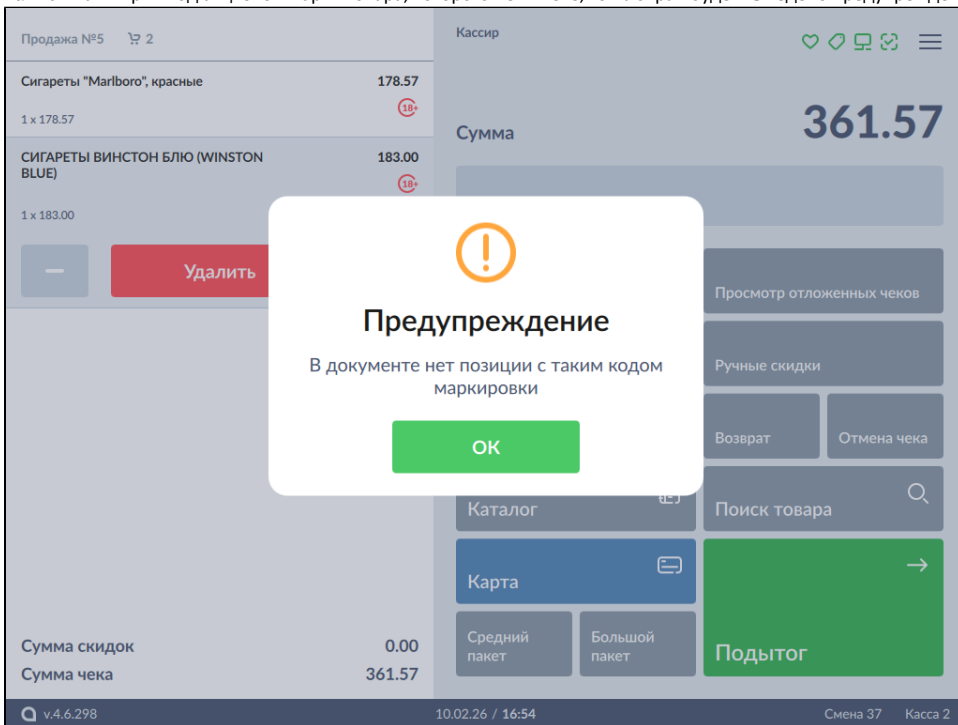 Продажа №5 2
Сигареты "Marlboro", красные 178.57
18+
1 x 178.57
СИГАРЕТЫ ВИНСТОН БЛЮ (WINSTON 183.00
BLUE)
18+
1 x 183.00
Удалить
Сумма скидок 0.00
Сумма чека 361.57
Кассир
Сумма 361.57
Предупреждение
В документе нет позиции с таким кодом
маркировки
ОК
Просмотр отложенных чеков
Ручные скидки
Возврат Отмена чека
Каталог Поиск товара
Карта
Средний
пакет
Большой
пакет
Подытог
v.4.6.298 10.02.26 / 16:54 Смена 37 Касса 2